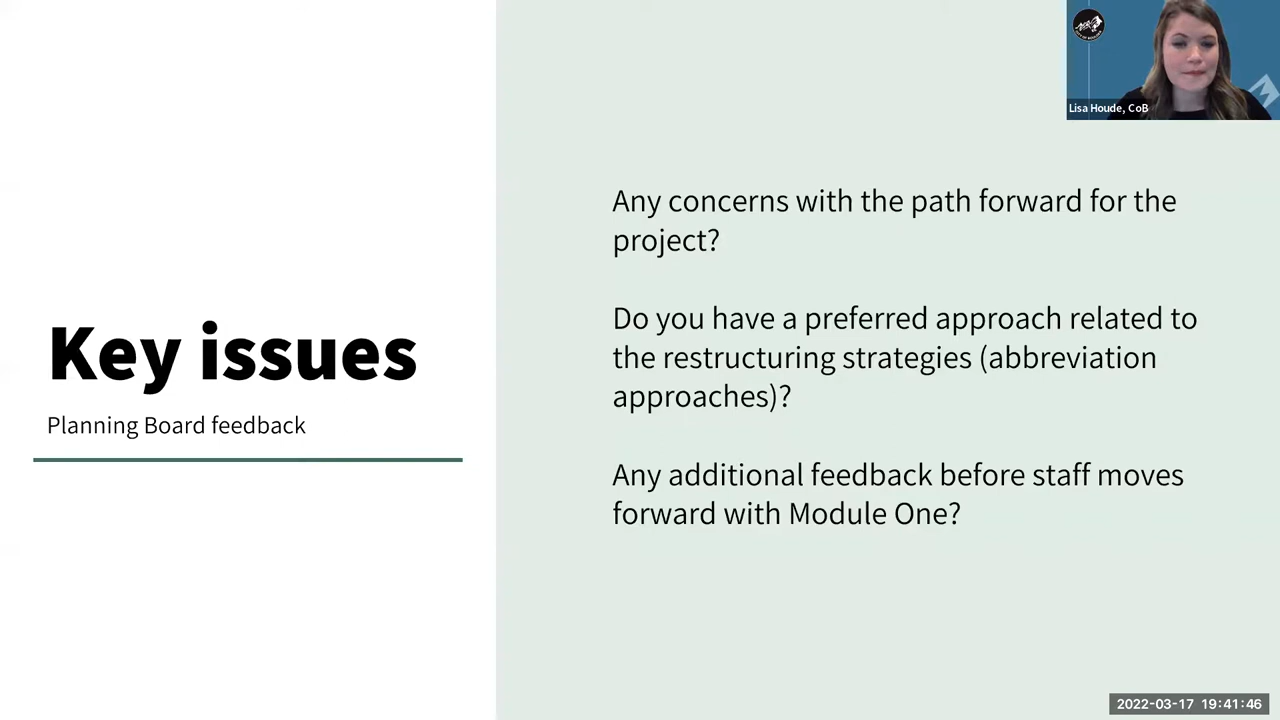 Lisa Houde, CoB
Any concerns with the path forward for the
project?
Do you have a preferred approach related to
the restructuring strategies (abbreviation
approaches)?
Key issues
Planning Board feedback
Any additional feedback before staff moves
forward with Module One?
2022-03-17 19:41:46